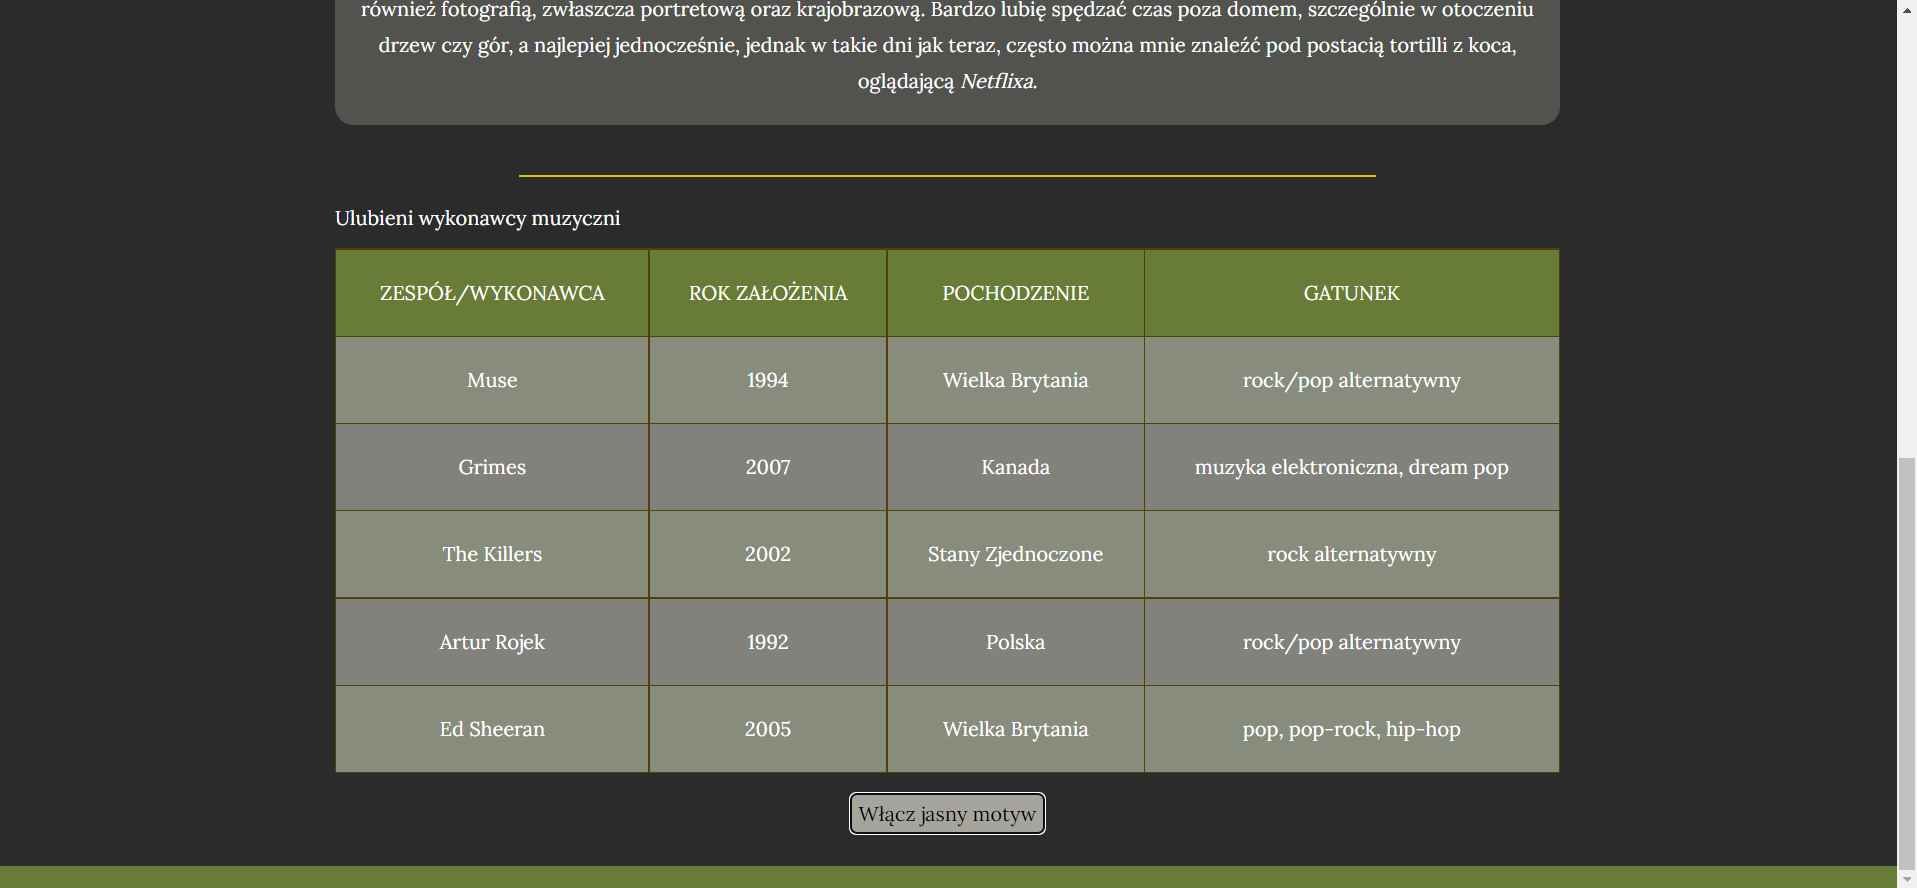 również fotografią, zwłaszcza portretową oraz krajobrazową. Bardzo lubię spędzać czas poza domem, szczególnie w otoczeniu
drzew czy gór, a najlepiej jednocześnie, jednak w takie dni jak teraz, często można mnie znaleźć pod postacią tortilli z koca,
oglądającą Netflixa.
Ulubieni wykonawcy muzyczni
ZESPÓŁ/WYKONAWCA ROK ZAŁOŻENIA POCHODZENIE GATUNEK
Muse 1994 Wielka Brytania rock/pop alternatywny
Grimes 2007 Kanada muzyka elektroniczna, dream pop
The Killers 2002 Stany Zjednoczone rock alternatywny
Artur Rojek 1992 Polska rock/pop alternatywny
Ed Sheeran 2005 Wielka Brytania pop, pop-rock, hip-hop
Włącz jasny motyw